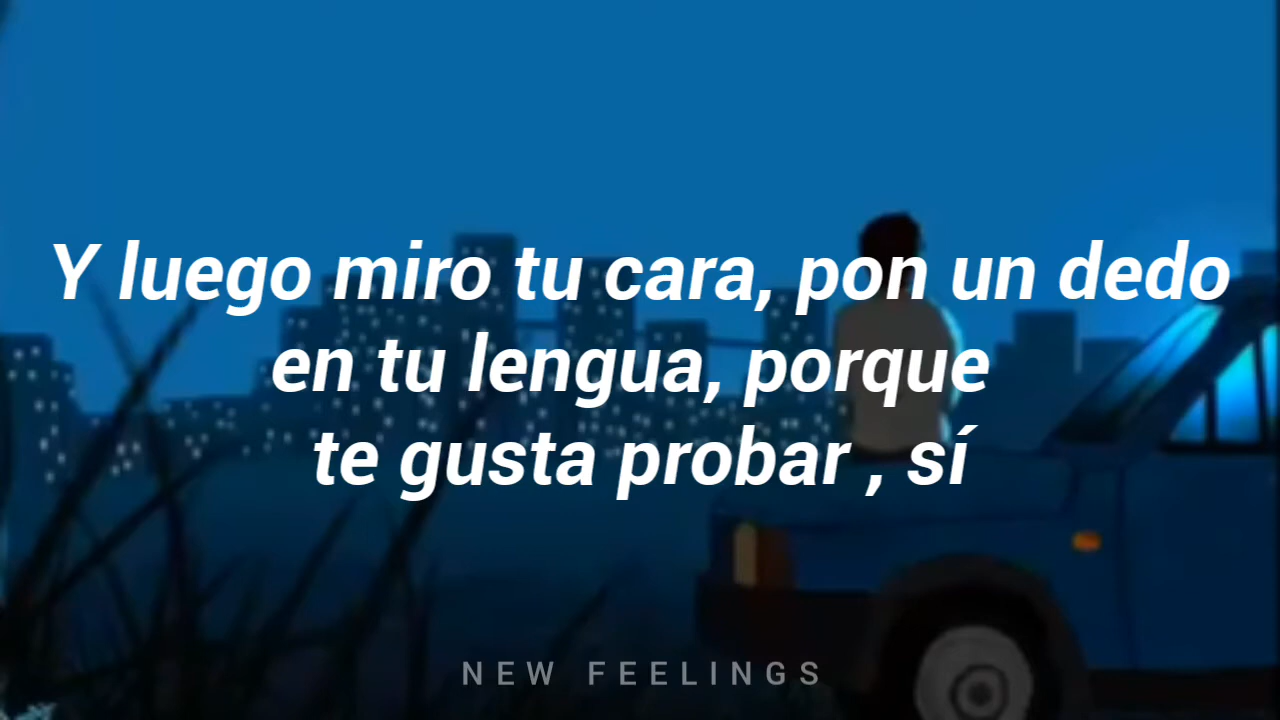 Y luego miro tu cara, pon un dedo
en tu lengua, porque
te gusta probar , sí
NEW FEELINGS